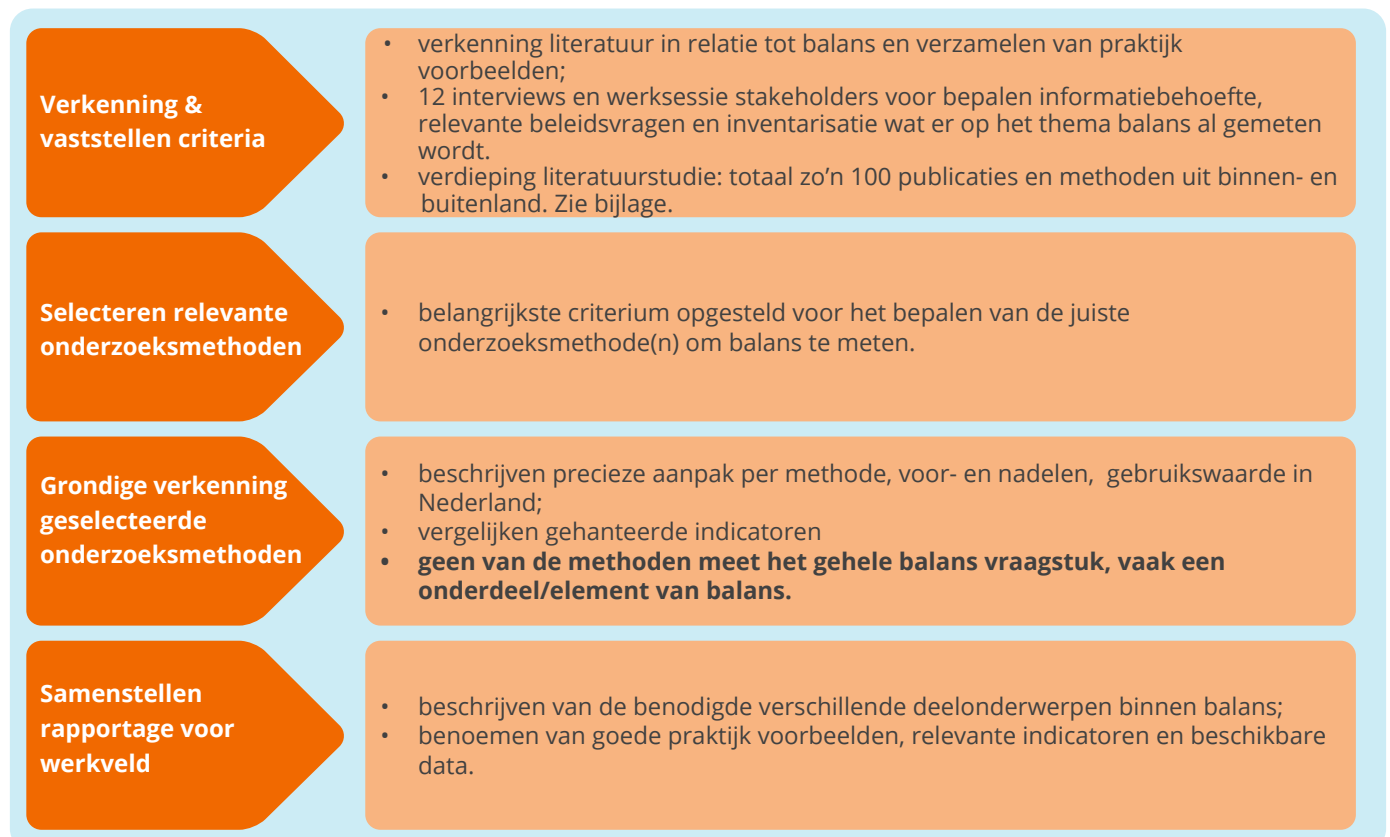 Verkenning &
vaststellen criteria
• verkenning literatuur in relatie tot balans en verzamelen van praktijk
voorbeelden;
• 12 interviews en werksessie stakeholders voor bepalen informatiebehoefte,
relevante beleidsvragen en inventarisatie wat er op het thema balans al gemeten
wordt.
• verdieping literatuurstudie: totaal zo’n 100 publicaties en methoden uit binnen- en
buitenland. Zie bijlage.
Selecteren relevante
onderzoeksmethoden
• belangrijkste criterium opgesteld voor het bepalen van de juiste
onderzoeksmethode(n) om balans te meten.
Grondige verkenning
geselecteerde
onderzoeksmethoden
• beschrijven precieze aanpak per methode, voor- en nadelen, gebruikswaarde in
Nederland;
• vergelijken gehanteerde indicatoren
• geen van de methoden meet het gehele balans vraagstuk, vaak een
onderdeel/element van balans.
Samenstellen
rapportage voor
werkveld
• beschrijven van de benodigde verschillende deelonderwerpen binnen balans;
• benoemen van goede praktijk voorbeelden, relevante indicatoren en beschikbare
data.